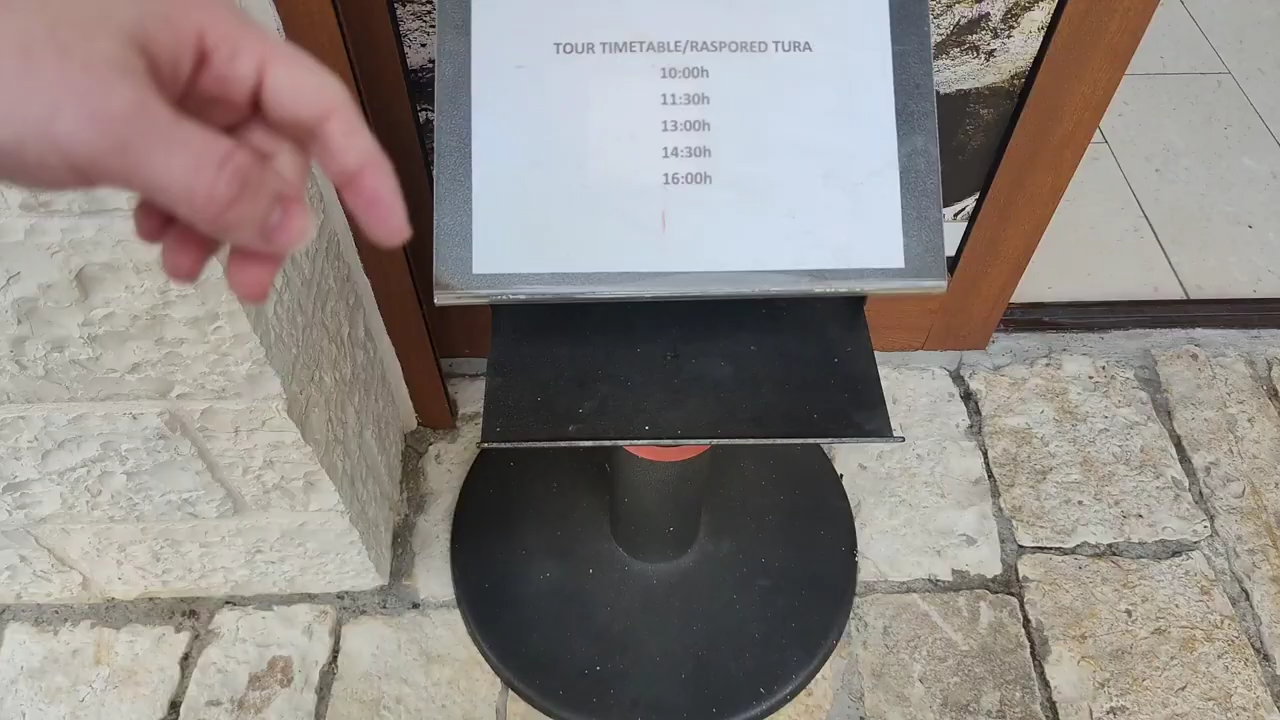 TOUR TIMETABLE/RASPORED TURA
10:00h
11:30h
13:00h
14:30h
16:00h